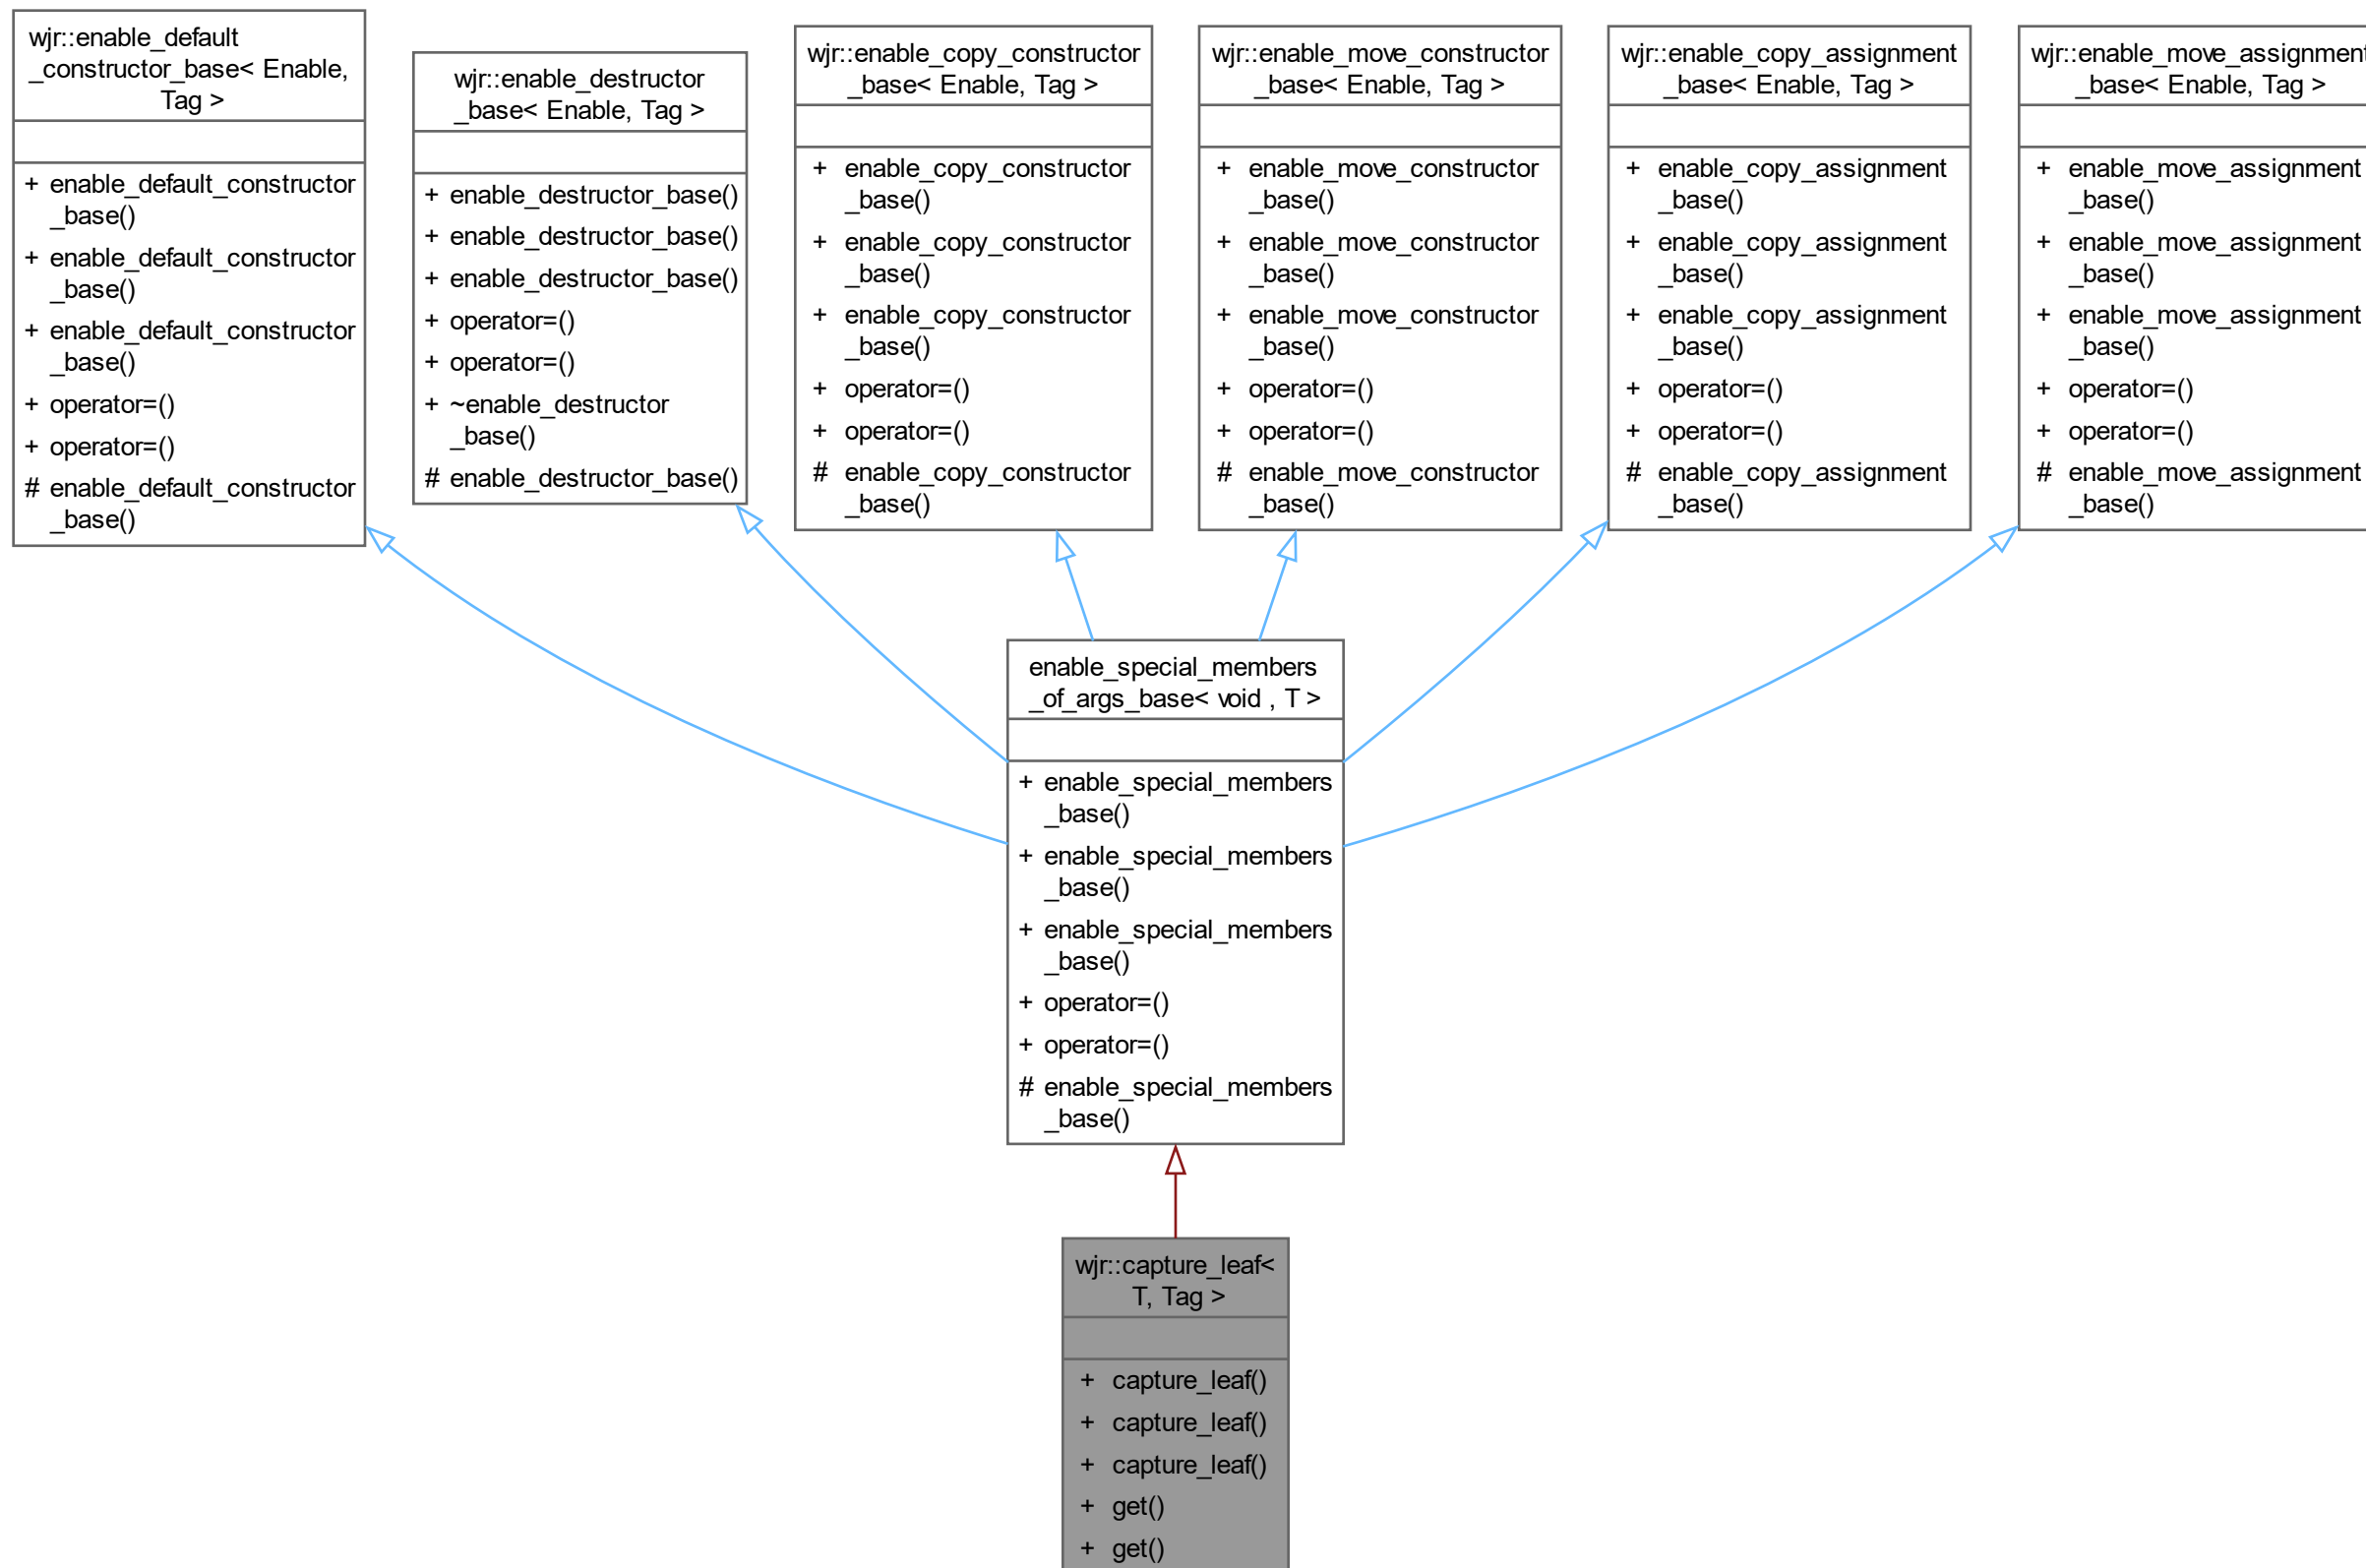 wjr::enable_default
_constructor_base< Enable,
Tag >
+ enable_default_constructor
_base()
+ enable_default_constructor
_base()
+ enable_default_constructor
_base()
+ operator=()
+ operator=()
# enable_default_constructor
_base()
wjr::enable_destructor
_base< Enable, Tag >
+ enable_destructor_base()
+ enable_destructor_base()
+ enable_destructor_base()
+ operator=()
+ operator=()
+ ~enable_destructor
_base()
# enable_destructor_base()
wjr::enable_copy_constructor
_base< Enable, Tag >
+ enable_copy_constructor
_base()
+ enable_copy_constructor
_base()
+ enable_copy_constructor
_base()
+ operator=()
+ operator=()
# enable_copy_constructor
_base()
wjr::enable_move_constructor
_base< Enable, Tag >
+ enable_move_constructor
_base()
+ enable_move_constructor
_base()
+ enable_move_constructor
_base()
+ operator=()
+ operator=()
# enable_move_constructor
_base()
wjr::enable_copy_assignment
_base< Enable, Tag >
+ enable_copy_assignment
_base()
+ enable_copy_assignment
_base()
+ enable_copy_assignment
_base()
+ operator=()
+ operator=()
# enable_copy_assignment
_base()
wjr::enable_move_assignment
_base< Enable, Tag >
+ enable_move_assignment
_base()
+ enable_move_assignment
_base()
+ enable_move_assignment
_base()
+ operator=()
+ operator=()
# enable_move_assignment
_base()
enable_special_members
_of_args_base< void , T >
+ enable_special_members
_base()
+ enable_special_members
_base()
+ enable_special_members
_base()
+ operator=()
+ operator=()
# enable_special_members
_base()
wjr::capture_leaf<
T, Tag >
+ capture_leaf()
+ capture_leaf()
+ capture_leaf()
+ get()
+ get()